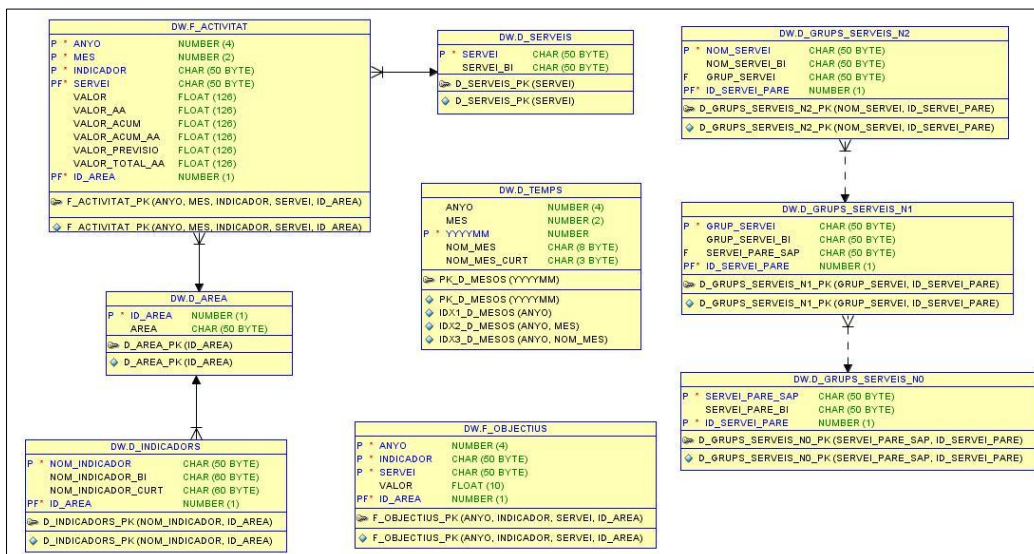 DW.F_ACTIVITAT
P * ANYO NUMBER (4)
P * MES NUMBER (2)
P * INDICADOR CHAR (50 BYTE)
PF* SERVEI CHAR (50 BYTE)
VALOR FLOAT (126)
VALOR_AA FLOAT (126)
VALOR_ACUM FLOAT (126)
VALOR_ACUM_AA FLOAT (126)
VALOR_PREVISIO FLOAT (126)
VALOR_TOTAL_AA FLOAT (126)
PF* ID_AREA NUMBER (1)
F_ACTIVITAT_PK (ANYO, MES, INDICADOR, SERVEI, ID_AREA)
F_ACTIVITAT_PK (ANYO, MES, INDICADOR, SERVEI, ID_AREA)
DW.D_SERVEIS
P * SERVEI CHAR (50 BYTE)
SERVEI_BI CHAR (50 BYTE)
D_SERVEIS_PK (SERVEI)
D_SERVEIS_PK (SERVEI)
DW.D_GRUPS_SERVEIS_N2
P * NOM_SERVEI CHAR (50 BYTE)
NOM_SERVEI_BI CHAR (50 BYTE)
F GRUP_SERVEI CHAR (50 BYTE)
PF* ID_SERVEI_PARE NUMBER (1)
D_GRUPS_SERVEIS_N2_PK (NOM_SERVEI, ID_SERVEI_PARE)
D_GRUPS_SERVEIS_N2_PK (NOM_SERVEI, ID_SERVEI_PARE)
DW.D_TEMPS
ANYO NUMBER (4)
MES NUMBER (2)
P * YYYYMM NUMBER
NOM_MES CHAR (8 BYTE)
NOM_MES_CURT CHAR (3 BYTE)
PK_D_MESOS (YYYYMM)
PK_D_MESOS (YYYYMM)
IDX1_D_MESOS (ANYO)
IDX2_D_MESOS (ANYO, MES)
IDX3_D_MESOS (ANYO, NOM_MES)
DW.D_GRUPS_SERVEIS_N1
P * GRUP_SERVEI CHAR (50 BYTE)
GRUP_SERVEI_BI CHAR (50 BYTE)
F SERVEI_PARE_SAP CHAR (50 BYTE)
PF* ID_SERVEI_PARE NUMBER (1)
D_GRUPS_SERVEIS_N1_PK (GRUP_SERVEI, ID_SERVEI_PARE)
D_GRUPS_SERVEIS_N1_PK (GRUP_SERVEI, ID_SERVEI_PARE)
DW.D_AREA
P * ID_AREA NUMBER (1)
AREA CHAR (50 BYTE)
D_AREA_PK (ID_AREA)
D_AREA_PK (ID_AREA)
DW.D_GRUPS_SERVEIS_N0
P * SERVEI_PARE_SAP CHAR (50 BYTE)
SERVEI_PARE_BI CHAR (50 BYTE)
P * ID_SERVEI_PARE NUMBER (1)
D_GRUPS_SERVEIS_N0_PK (SERVEI_PARE_SAP, ID_SERVEI_PARE)
D_GRUPS_SERVEIS_N0_PK (SERVEI_PARE_SAP, ID_SERVEI_PARE)
DW.D_INDICADORS
P * NOM_INDICADOR CHAR (50 BYTE)
NOM_INDICADOR_BI CHAR (60 BYTE)
NOM_INDICADOR_CURT CHAR (60 BYTE)
PF* ID_AREA NUMBER (1)
D_INDICADORS_PK (NOM_INDICADOR, ID_AREA)
D_INDICADORS_PK (NOM_INDICADOR, ID_AREA)
DW.F_OBJECTIUS
P * ANYO NUMBER (4)
P * INDICADOR CHAR (50 BYTE)
P * SERVEI CHAR (50 BYTE)
VALOR FLOAT (10)
PF* ID_AREA NUMBER (1)
F_OBJECTIUS_PK (ANYO, INDICADOR, SERVEI, ID_AREA)
F_OBJECTIUS_PK (ANYO, INDICADOR, SERVEI, ID_AREA)